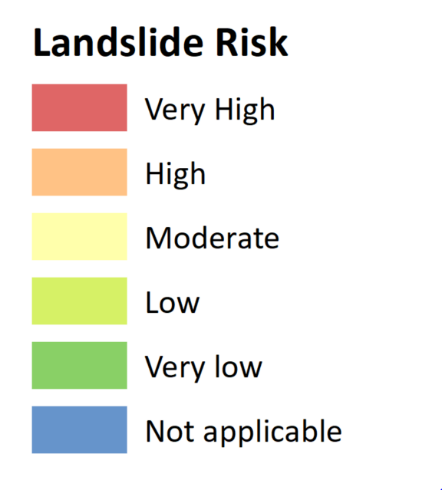 Landslide Risk
Very High
High
Moderate
Low
Very low
Not applicable